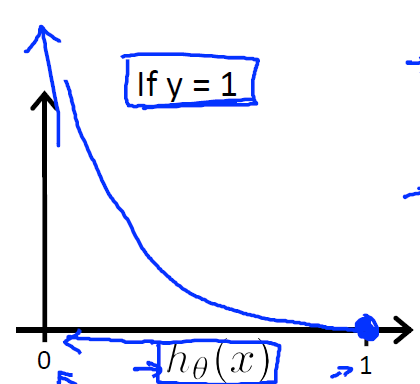 If y = 1
0
hθ(x)
1